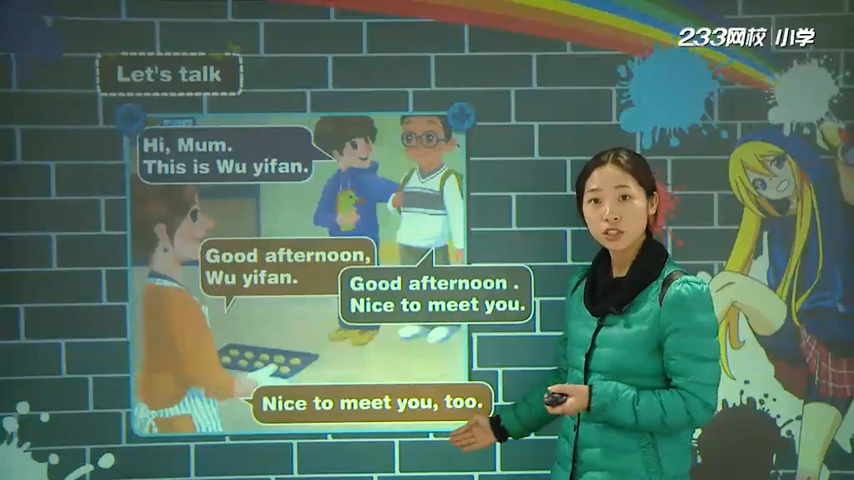 233网校 小学
Let's talk
Hi, Mum.
This is Wu yifan.
Good afternoon,
Wu yifan.
Good afternoon .
Nice to meet you.
Nice to meet you, too.